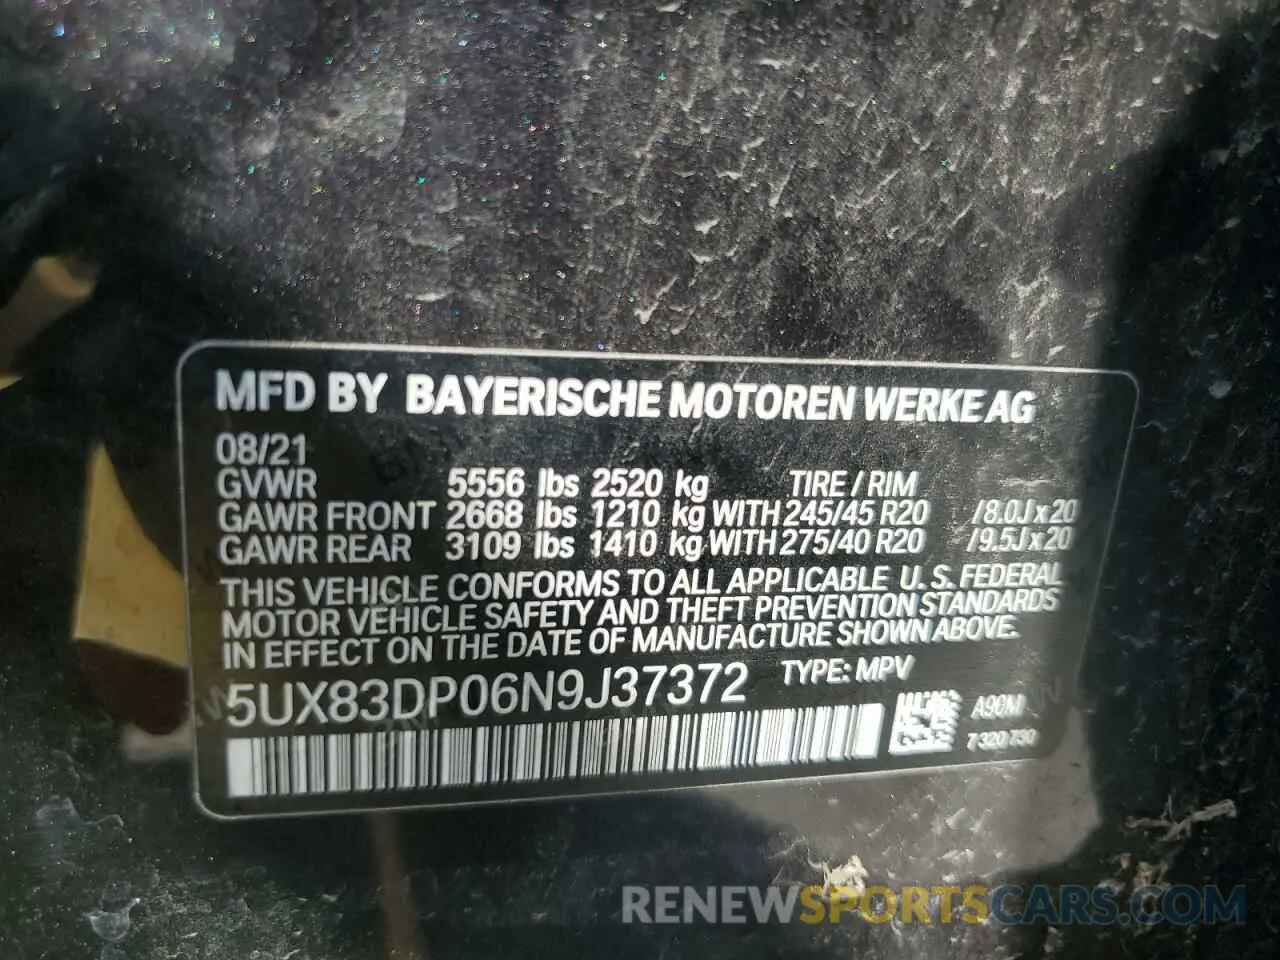 MFD BY BAYERISCHE MOTOREN WERKE AG
08/21
GVWR 5556 lbs 2520 kg TIRE / RIM
GAWR FRONT 2668 lbs 1210 kg WITH 245/45 R20 /8.0J x 20
GAWR REAR 3109 lbs 1410 kg WITH 275/40 R20 /9.5J x 20
THIS VEHICLE CONFORMS TO ALL APPLICABLE U.S. FEDERAL
MOTOR VEHICLE SAFETY AND THEFT PREVENTION STANDARDS
IN EFFECT ON THE DATE OF MANUFACTURE SHOWN ABOVE.
5UX83DP06N9J37372 TYPE: MPV
A90M
7 320 730
RENEWSPORTSCARS.COM